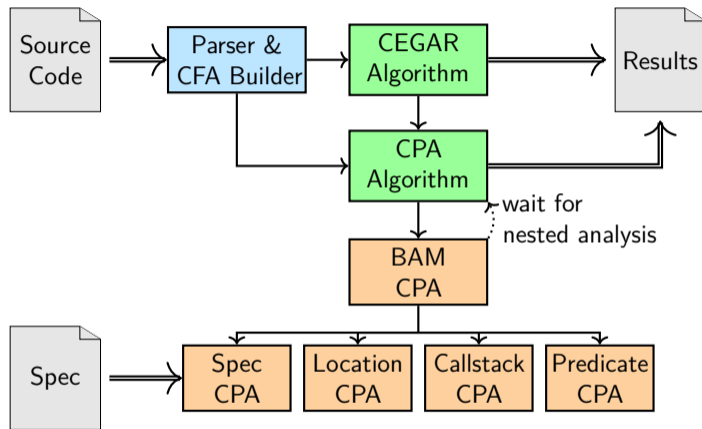 Source
Code
Parser &
CFA Builder
CEGAR
Algorithm
Results
CPA
Algorithm
wait for
nested analysis
BAM
CPA
Spec
Spec
CPA
Location
CPA
Callstack
CPA
Predicate
CPA